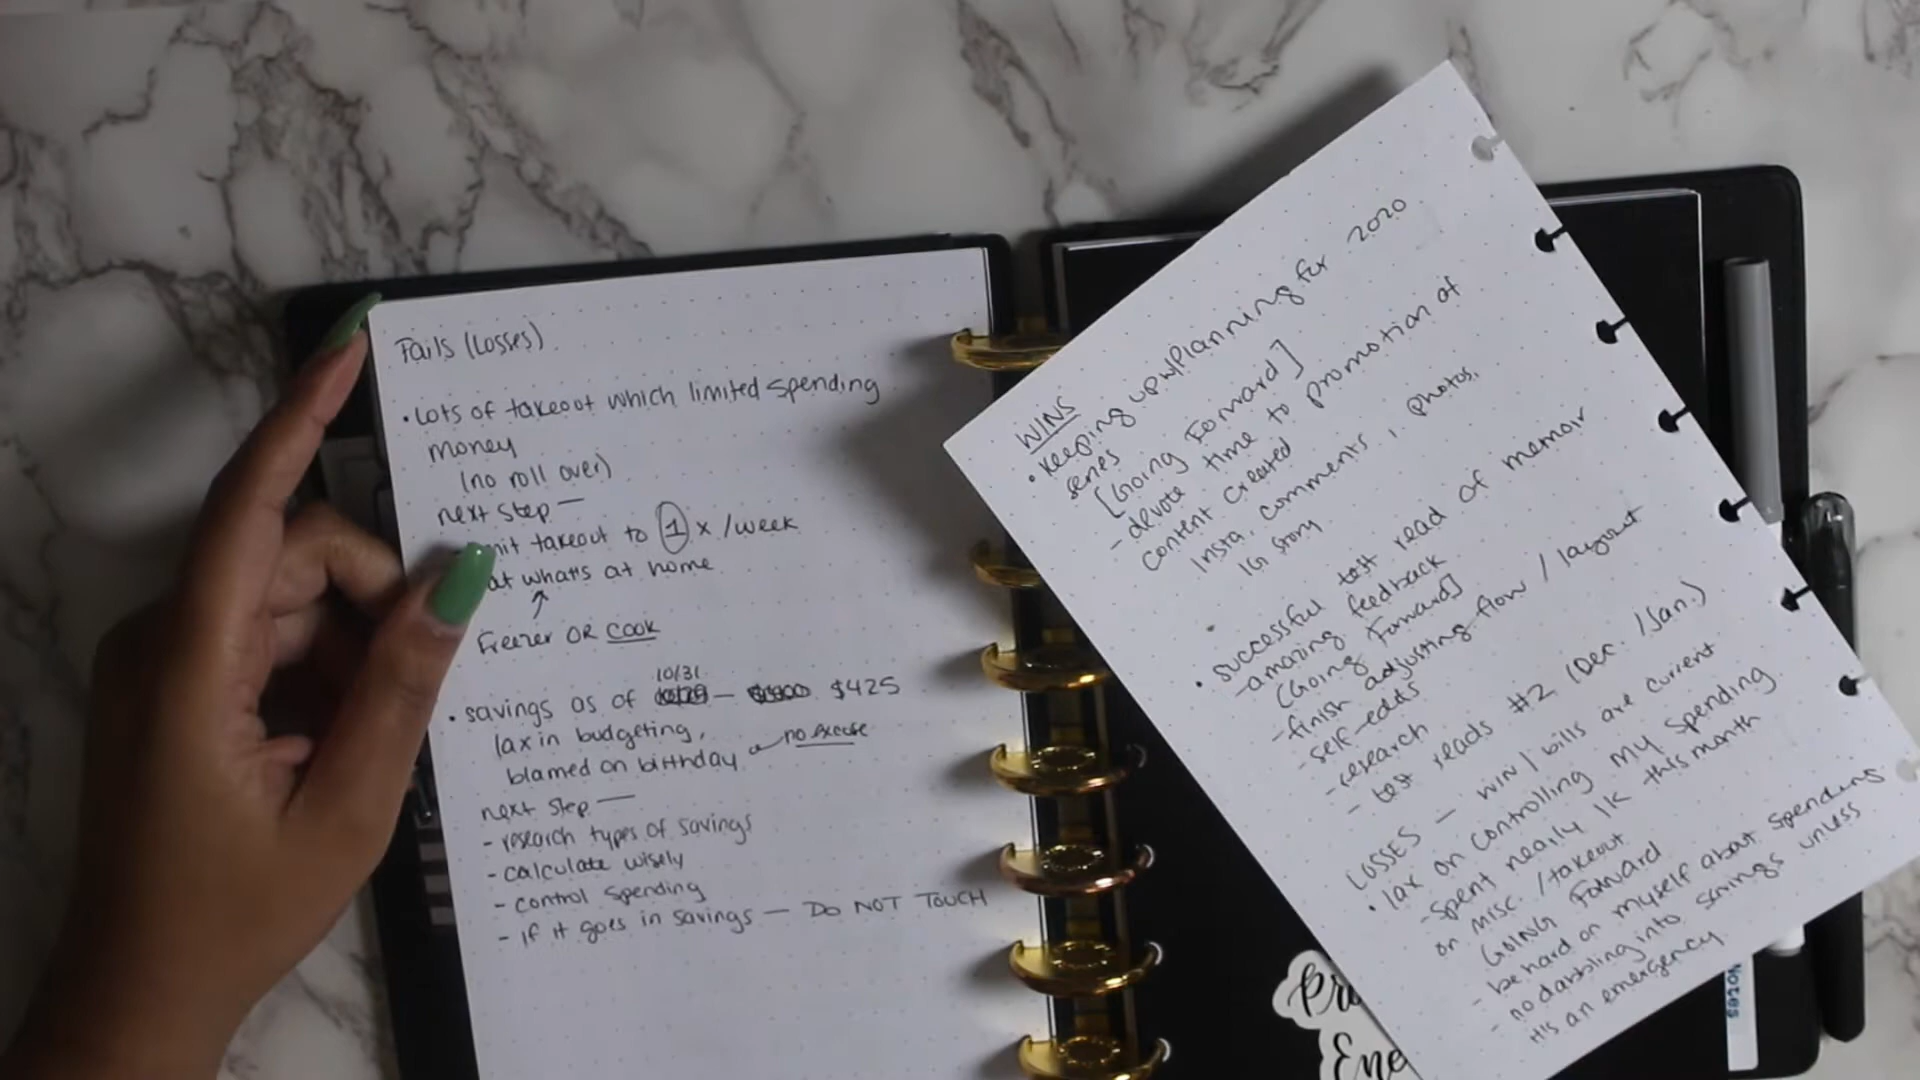 Fails (Losses)
• Lots of takeout which limited spending
money
(no roll over)
next step —
takeout to 1 x /week
what's at home
↑
Freezer OR COOK
10/31
• savings as of — $425
lax in budgeting,
blamed on birthday no excuse
next step —
- research types of savings
- calculate wisely
- control spending
- if it goes in savings — DO NOT TOUCH
WINS
• keeping up w/Planning for 2020
series
[Going Forward]
- devote time to promotion of
content created
Insta, comments, photos,
IG story
• successful test read of memoir
- amazing feedback
[Going Forward]
- finish adjusting flow / layout
- self-edits
- research
- test reads #2 (Dec. / Jan.)
LOSSES — WIN | bills are current
• lax on controlling my spending
- spent nearly 1K this month
on misc. / takeout
GOING Forward
- be hard on myself about spending
- no dabbling into savings unless
it's an emergency
Notes
Pr
Ene